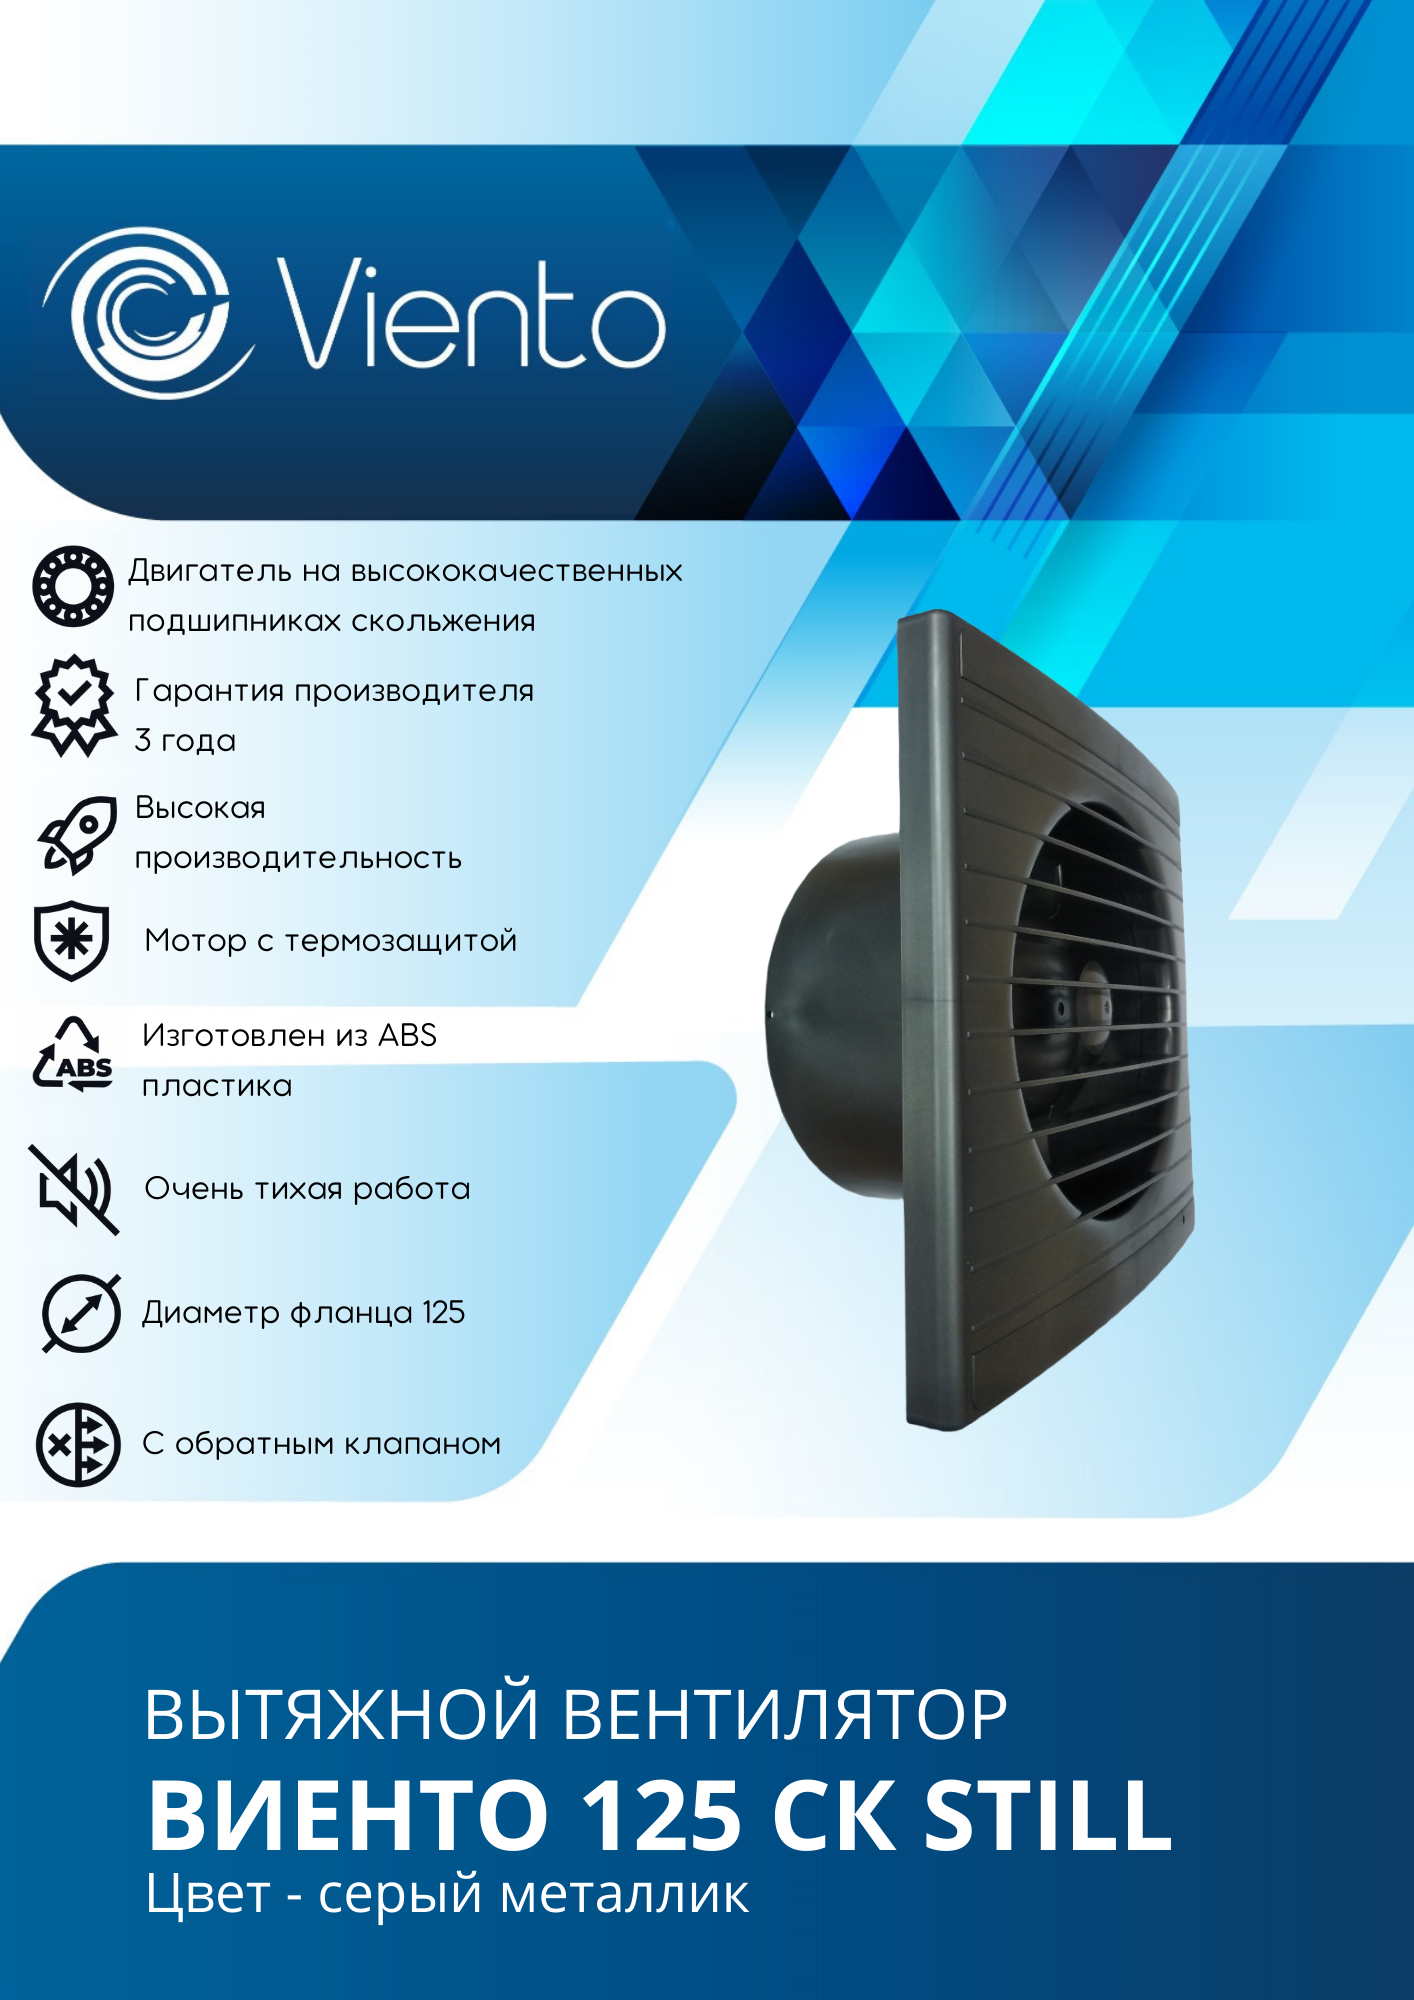 Viento
Двигатель на высококачественных
подшипниках скольжения
Гарантия производителя
3 года
Высокая
производительность
Мотор с термозащитой
Изготовлен из ABS
пластика
ABS
Очень тихая работа
Диаметр фланца 125
С обратным клапаном
ВЫТЯЖНОЙ ВЕНТИЛЯТОР
ВИЕНТО 125 СК STILL
Цвет - серый металлик